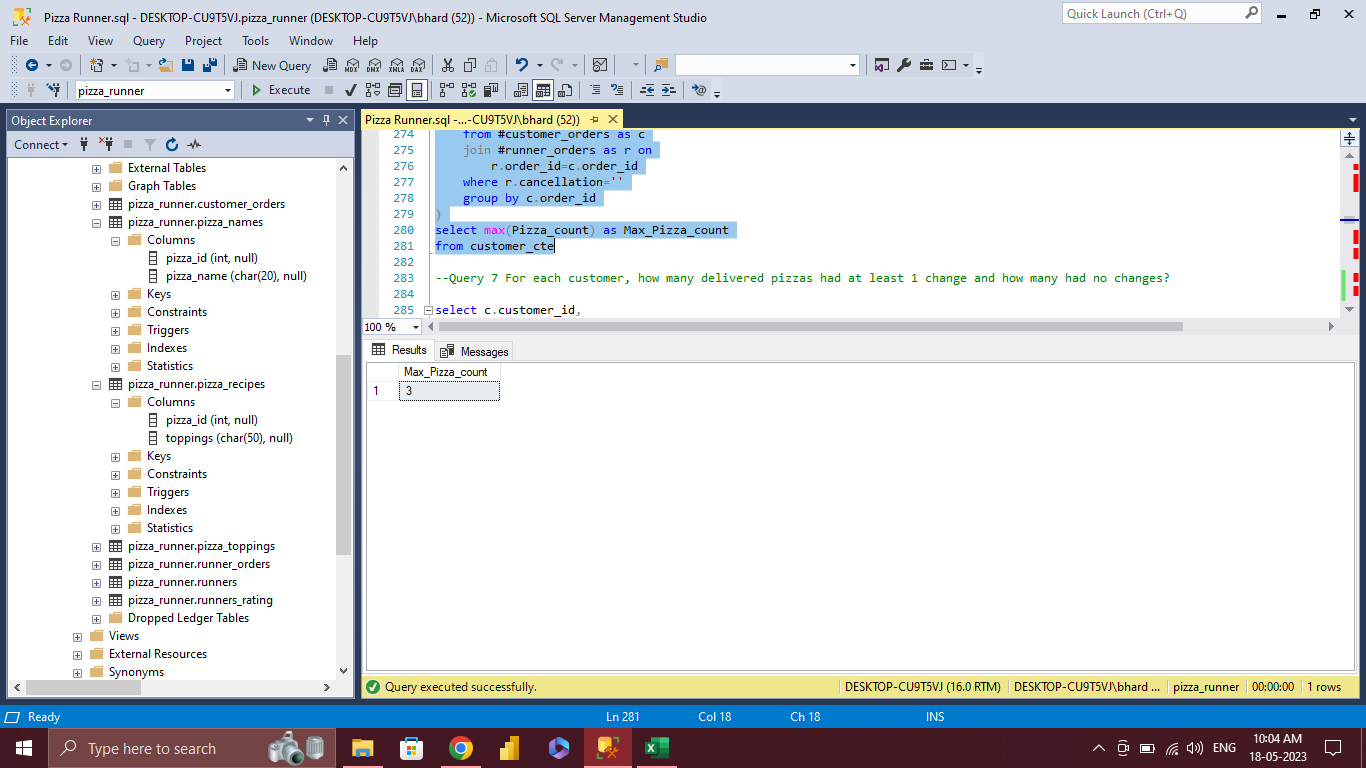 Pizza Runner.sql - DESKTOP-CU9T5VJ.pizza_runner (DESKTOP-CU9T5VJ\bhard (52)) - Microsoft SQL Server Management Studio
Quick Launch (Ctrl+Q)
File Edit View Query Project Tools Window Help
New Query
MDX DMX XMLA DAX
pizza_runner
Execute
Object Explorer
Connect
External Tables
Graph Tables
pizza_runner.customer_orders
pizza_runner.pizza_names
Columns
pizza_id (int, null)
pizza_name (char(20), null)
Keys
Constraints
Triggers
Indexes
Statistics
pizza_runner.pizza_recipes
Columns
pizza_id (int, null)
toppings (char(50), null)
Keys
Constraints
Triggers
Indexes
Statistics
pizza_runner.pizza_toppings
pizza_runner.runner_orders
pizza_runner.runners
pizza_runner.runners_rating
Dropped Ledger Tables
Views
External Resources
Synonyms
Pizza Runner.sql -...-CU9T5VJ\bhard (52))
274 from #customer_orders as c
275 join #runner_orders as r on
276 r.order_id=c.order_id
277 where r.cancellation=''
278 group by c.order_id
279 )
280 select max(Pizza_count) as Max_Pizza_count
281 from customer_cte
282
283 --Query 7 For each customer, how many delivered pizzas had at least 1 change and how many had no changes?
284
285 select c.customer_id,
100 %
Results Messages
Max_Pizza_count
1 3
Query executed successfully. DESKTOP-CU9T5VJ (16.0 RTM) DESKTOP-CU9T5VJ\bhard ... pizza_runner 00:00:00 1 rows
Ready Ln 281 Col 18 Ch 18 INS
Type here to search
ENG
10:04 AM
18-05-2023